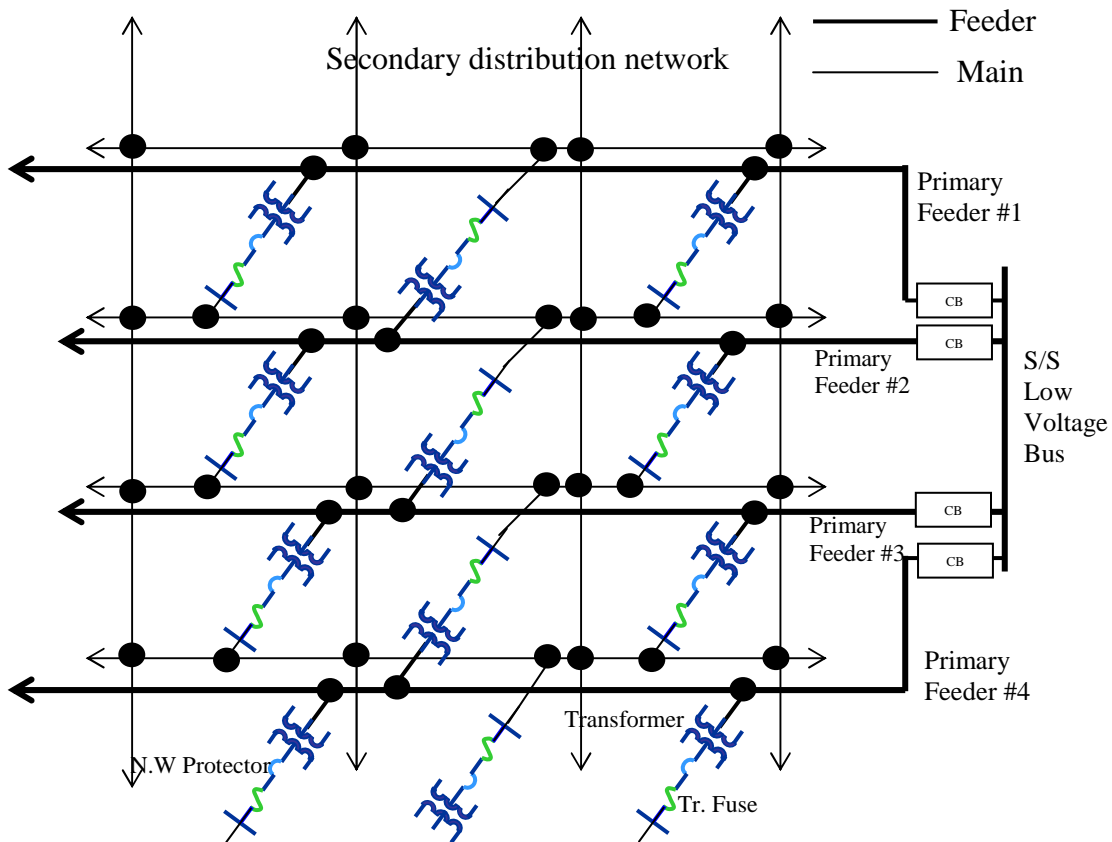 Feeder
Secondary distribution network
Main
Primary
Feeder #1
CB
CB
Primary
Feeder #2
S/S
Low
Voltage
Bus
CB
Primary
Feeder #3
CB
Primary
Feeder #4
Transformer
N.W Protector
Tr. Fuse